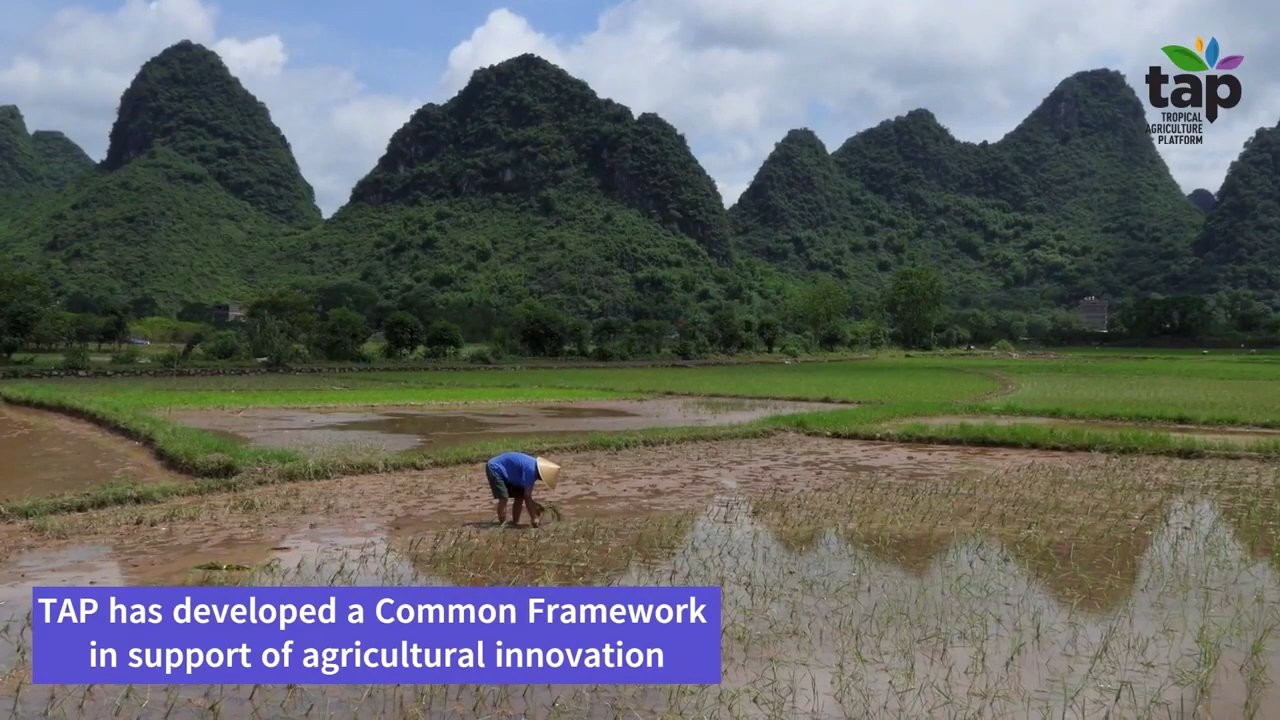 tap
TROPICAL
AGRICULTURE
PLATFORM
TAP has developed a Common Framework
in support of agricultural innovation